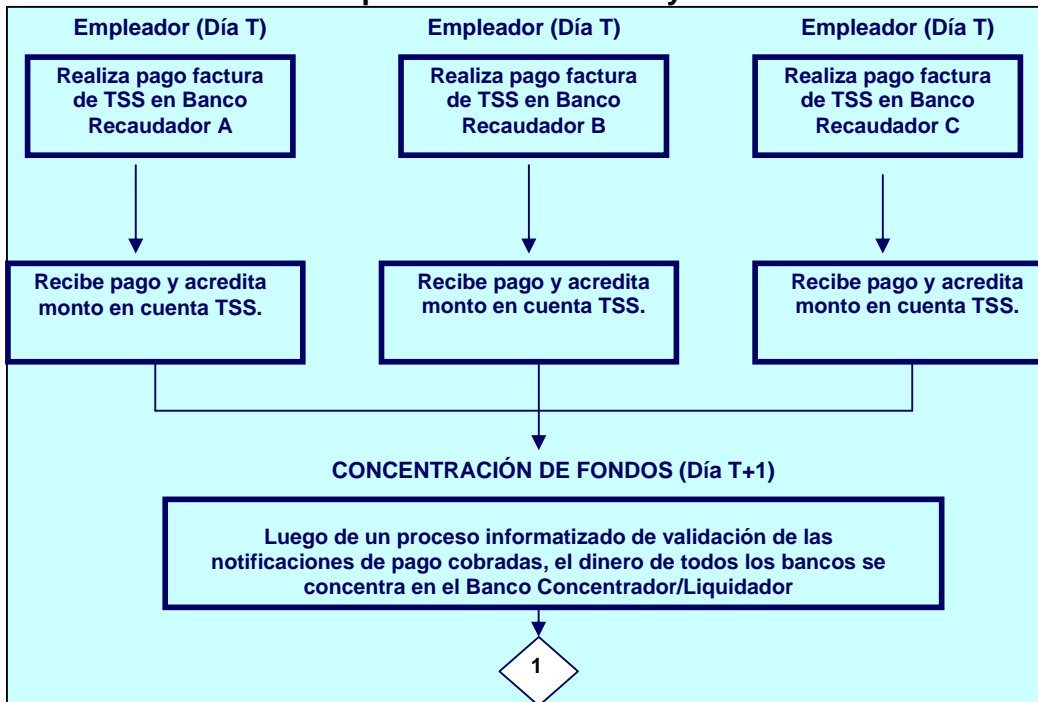 Empleador (Día T)
Realiza pago factura
de TSS en Banco
Recaudador A
Recibe pago y acredita
monto en cuenta TSS.
Empleador (Día T)
Realiza pago factura
de TSS en Banco
Recaudador B
Recibe pago y acredita
monto en cuenta TSS.
Empleador (Día T)
Realiza pago factura
de TSS en Banco
Recaudador C
Recibe pago y acredita
monto en cuenta TSS.
CONCENTRACIÓN DE FONDOS (Día T+1)
Luego de un proceso informatizado de validación de las
notificaciones de pago cobradas, el dinero de todos los bancos se
concentra en el Banco Concentrador/Liquidador
1